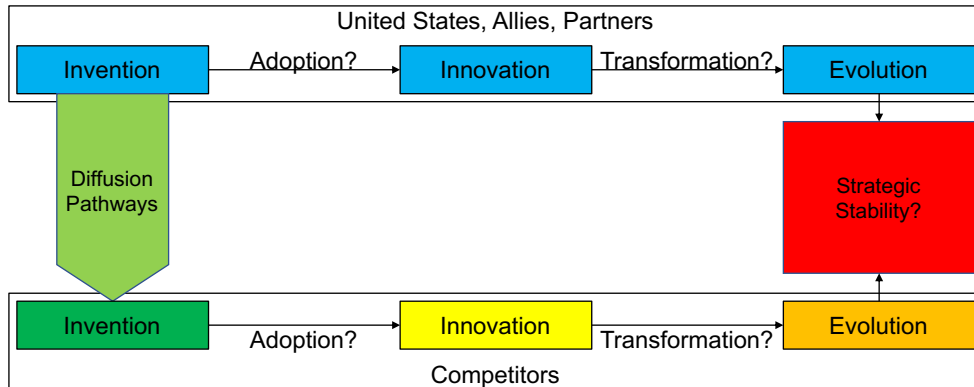 United States, Allies, Partners
Invention
Adoption?
Innovation
Transformation?
Evolution
Diffusion
Pathways
Strategic
Stability?
Invention
Adoption?
Innovation
Transformation?
Evolution
Competitors